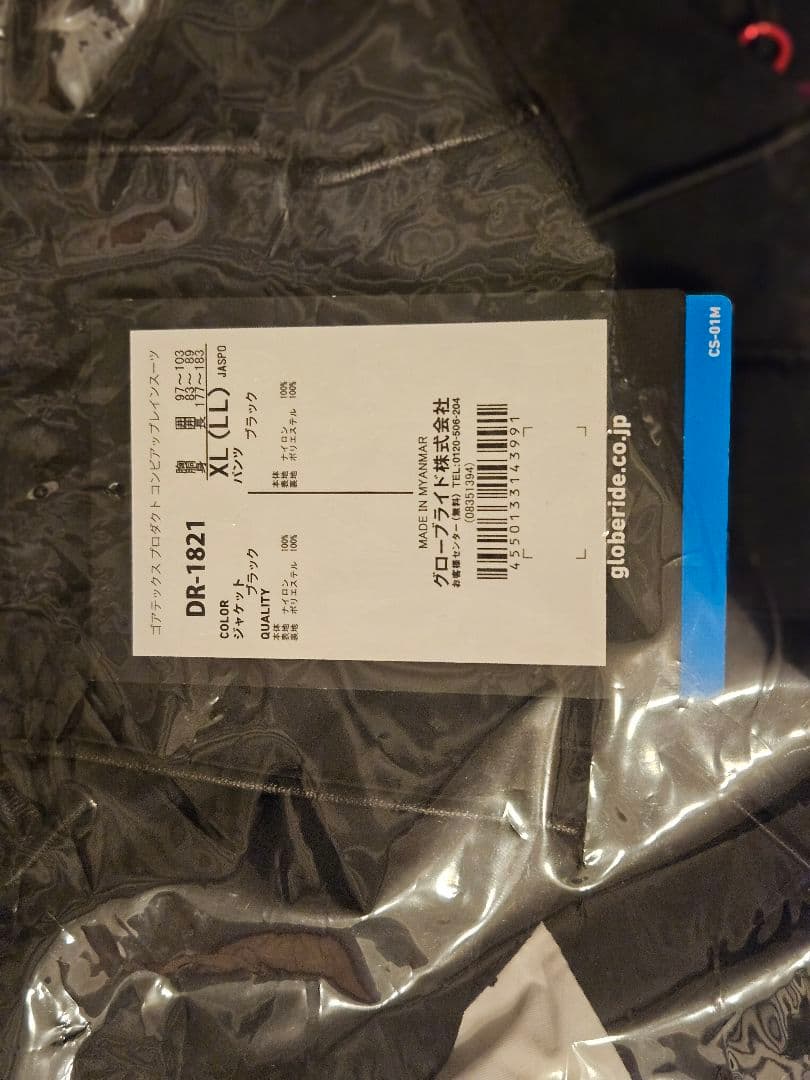 ゴアテックス プロダクト コンビアップレインスーツ
DR-1821
胸囲 97~103
胴囲 83~89
身長 177~183
XL(LL) JASPO
COLOR
ジャケット ブラック
パンツ ブラック
QUALITY
本体
表地 ナイロン 100%
裏地 ポリエステル 100%
本体
表地 ナイロン 100%
裏地 ポリエステル 100%
MADE IN MYANMAR
グローブライド株式会社
お客様センター(無料) TEL:0120-506-204
(08351394)
4550133143991
globeride.co.jp
CS-01M